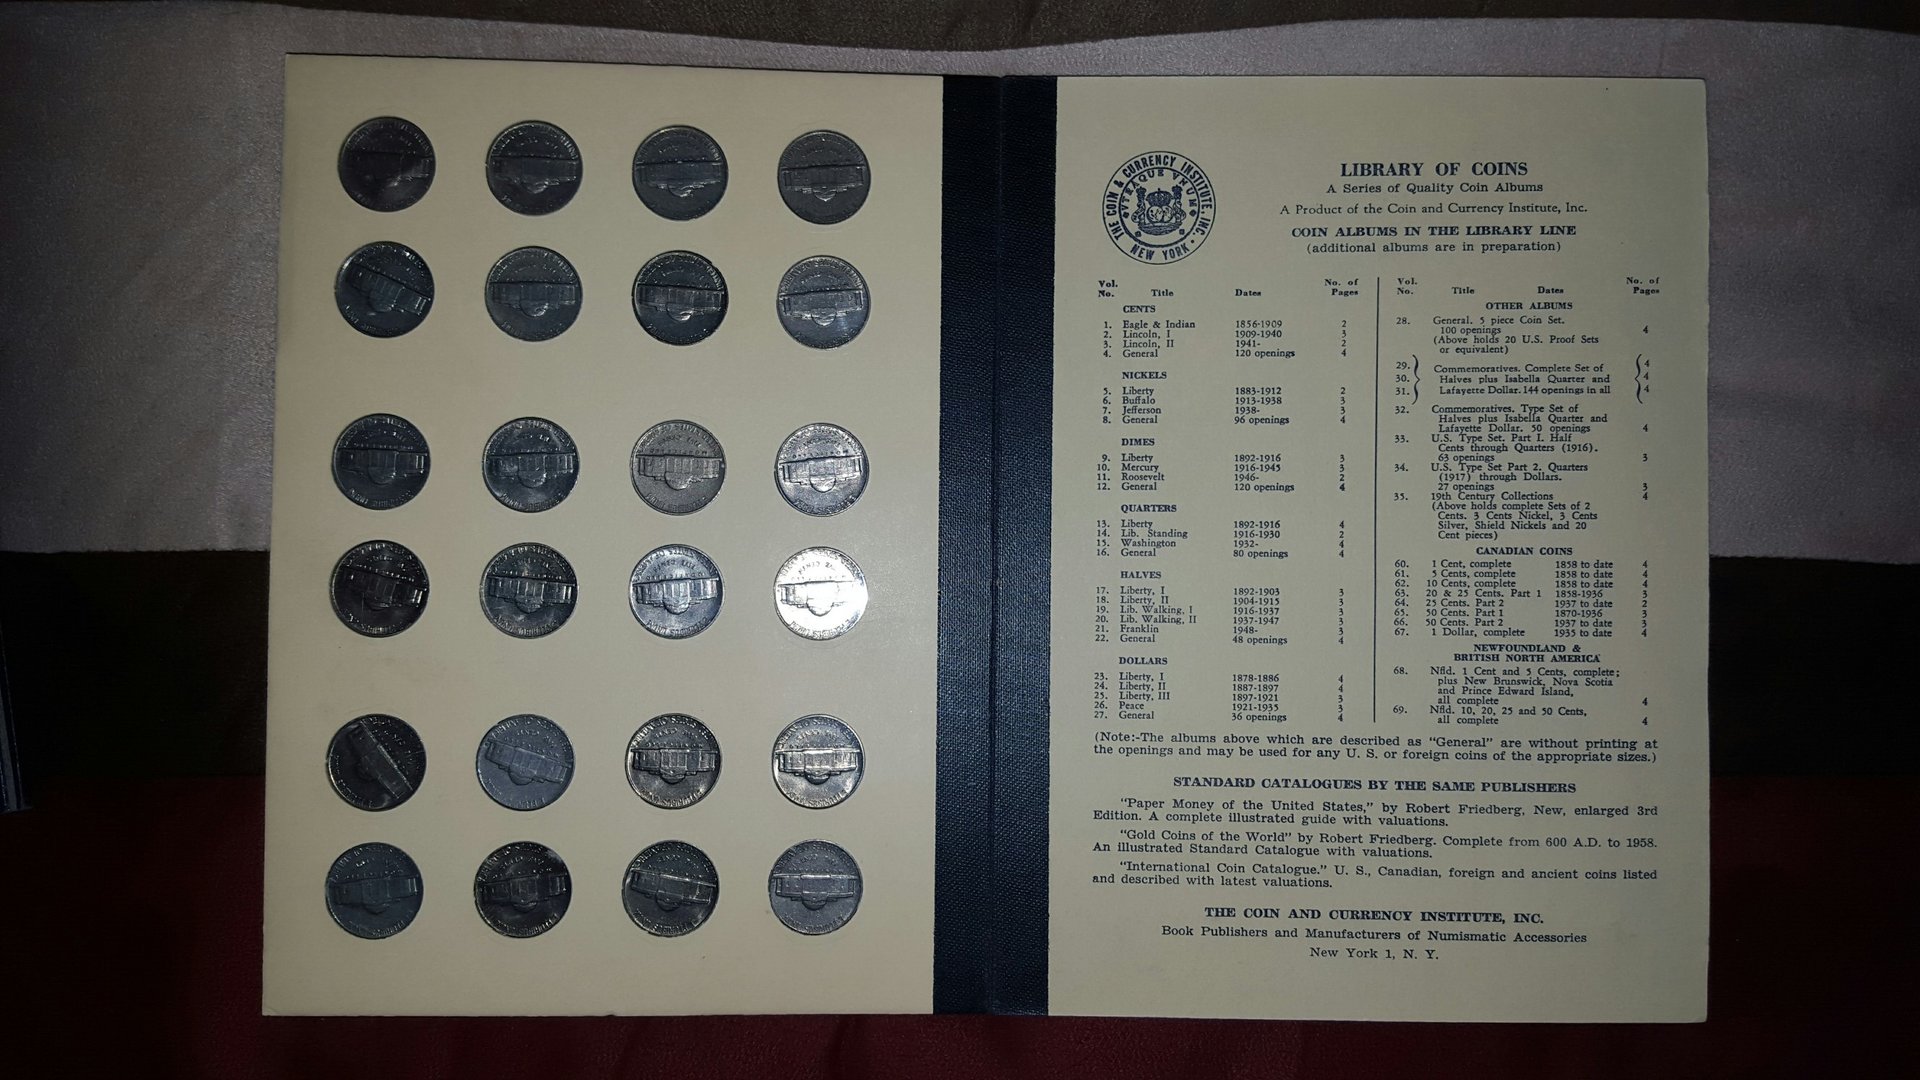 THE COIN & CURRENCY INSTITUTE, INC.
NEW YORK
UTRAQUE UNUM
LIBRARY OF COINS
A Series of Quality Coin Albums
A Product of the Coin and Currency Institute, Inc.
COIN ALBUMS IN THE LIBRARY LINE
(additional albums are in preparation)
Vol. No. Title Dates No. of Pages
CENTS
1. Eagle & Indian 1856-1909 2
2. Lincoln, I 1909-1940 3
3. Lincoln, II 1941- 2
4. General 120 openings 4
NICKELS
5. Liberty 1883-1912 2
6. Buffalo 1913-1938 3
7. Jefferson 1938- 3
8. General 96 openings 4
DIMES
9. Liberty 1892-1916 3
10. Mercury 1916-1945 3
11. Roosevelt 1946- 2
12. General 120 openings 4
QUARTERS
13. Liberty 1892-1916 4
14. Lib. Standing 1916-1930 2
15. Washington 1932- 4
16. General 80 openings 4
HALVES
17. Liberty, I 1892-1903 3
18. Liberty, II 1904-1915 3
19. Lib. Walking, I 1916-1937 3
20. Lib. Walking, II 1937-1947 3
21. Franklin 1948- 3
22. General 48 openings 4
DOLLARS
23. Liberty, I 1878-1886 4
24. Liberty, II 1887-1897 4
25. Liberty, III 1897-1921 3
26. Peace 1921-1935 3
27. General 36 openings 4
Vol. No. Title Dates No. of Pages
OTHER ALBUMS
28. General. 5 piece Coin Set.
100 openings 4
(Above holds 20 U.S. Proof Sets
or equivalent)
29. Commemoratives. Complete Set of 4
30. Halves plus Isabella Quarter and 4
31. Lafayette Dollar. 144 openings in all 4
32. Commemoratives. Type Set of
Halves plus Isabella Quarter and
Lafayette Dollar. 50 openings 4
33. U.S. Type Set. Part I. Half
Cents through Quarters (1916).
63 openings 3
34. U.S. Type Set Part 2. Quarters
(1917) through Dollars.
27 openings 3
35. 19th Century Collections 4
(Above holds complete Sets of 2
Cents. 3 Cents Nickel, 3 Cents
Silver, Shield Nickels and 20
Cent pieces)
CANADIAN COINS
60. 1 Cent, complete 1858 to date 4
61. 5 Cents, complete 1858 to date 4
62. 10 Cents, complete 1858 to date 4
63. 20 & 25 Cents. Part 1 1858-1936 3
64. 25 Cents. Part 2 1937 to date 2
65. 50 Cents. Part 1 1870-1936 3
66. 50 Cents. Part 2 1937 to date 3
67. 1 Dollar, complete 1935 to date 4
NEWFOUNDLAND &
BRITISH NORTH AMERICA
68. Nfld. 1 Cent and 5 Cents, complete;
plus New Brunswick, Nova Scotia
and Prince Edward Island,
all complete 4
69. Nfld. 10, 20, 25 and 50 Cents,
all complete 4
(Note:-The albums above which are described as "General" are without printing at
the openings and may be used for any U. S. or foreign coins of the appropriate sizes.)
STANDARD CATALOGUES BY THE SAME PUBLISHERS
"Paper Money of the United States," by Robert Friedberg, New, enlarged 3rd
Edition. A complete illustrated guide with valuations.
"Gold Coins of the World" by Robert Friedberg. Complete from 600 A.D. to 1958.
An illustrated Standard Catalogue with valuations.
"International Coin Catalogue." U. S., Canadian, foreign and ancient coins listed
and described with latest valuations.
THE COIN AND CURRENCY INSTITUTE, INC.
Book Publishers and Manufacturers of Numismatic Accessories
New York 1, N. Y.